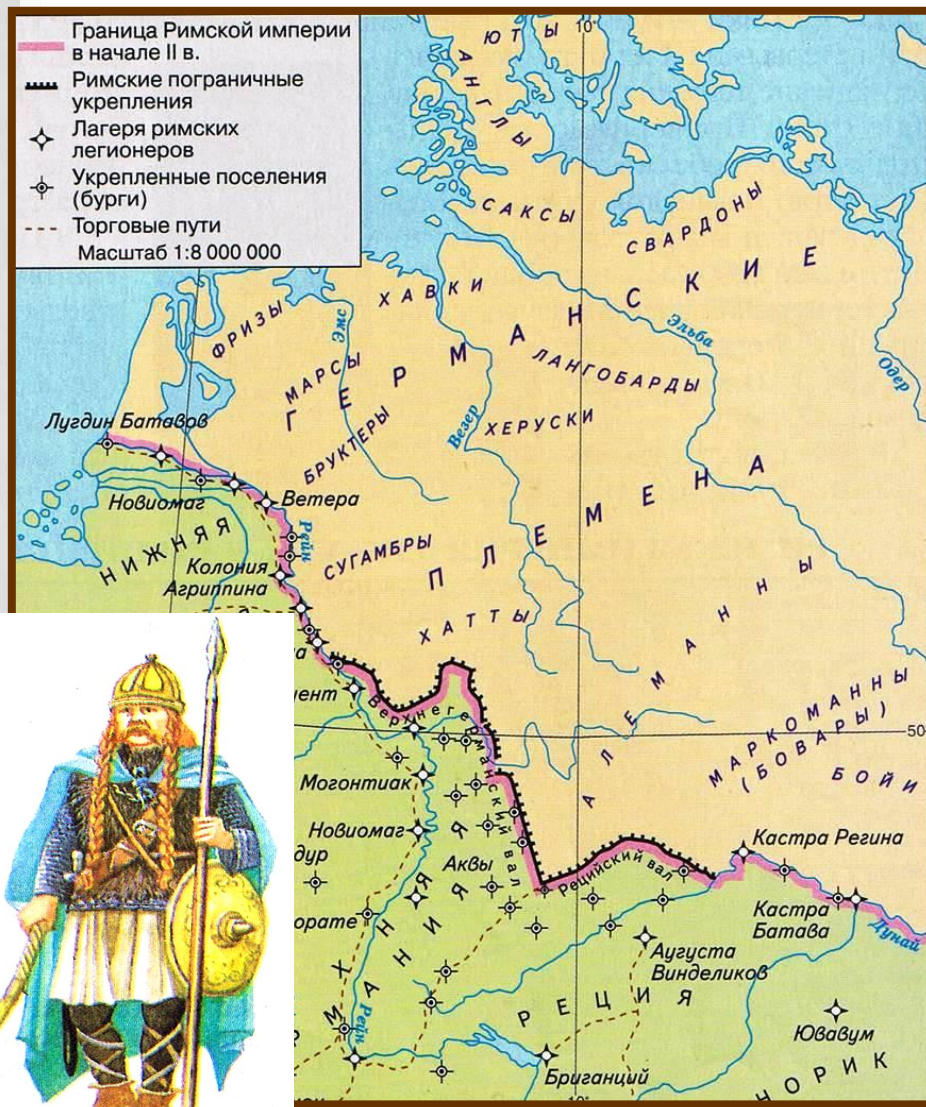 Граница Римской империи
в начале II в.
Римские пограничные
укрепления
Лагеря римских
легионеров
Укрепленные поселения
(бурги)
Торговые пути
Масштаб 1:8 000 000
10
ЮТЫ
АНГЛЫ
САКСЫ
СВАРДОНЫ
ХАВКИ
ФРИЗЫ
Эмс
Эльба
Одер
МАРСЫ
ГЕРМАНСКИЕ
ЛАНГОБАРДЫ
БРУКТЕРЫ
Везер
ХЕРУСКИ
Лугдин Батавов
Новиомаг
Ветера
НИЖНЯЯ
Рейн
Колония
Агриппина
СУГАМБРЫ
ПЛЕМЕНА
ХАТТЫ
АЛЕМАННЫ
МАРКОМАННЫ
(БОВАРЫ)
БОЙИ
50
Верхнегерманский вал
Могонтиак
Новиомаг
Аквы
Рецийский вал
Кастра Регина
Кастра
Батава
Дунай
Аугуста
Винделиков
РЕЦИЯ
Ювавум
Рейн
Бриганций
НОРИК
10°